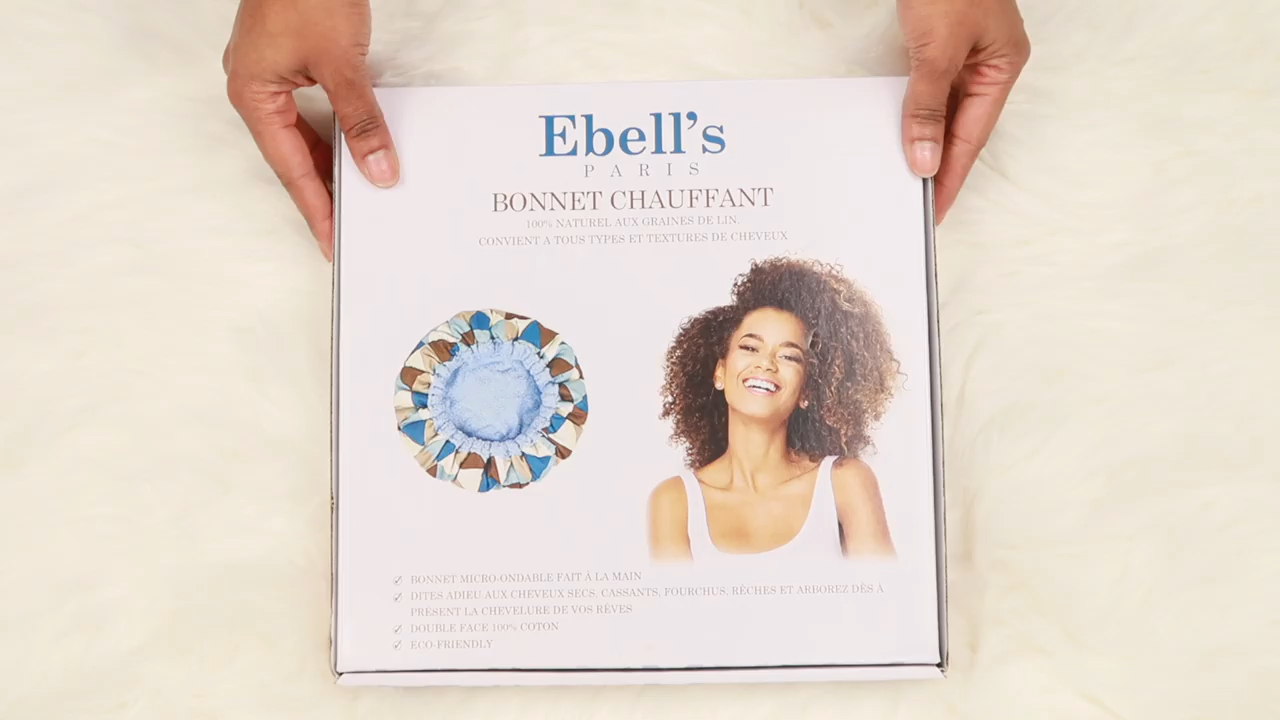 Ebell's
PARIS
BONNET CHAUFFANT
100% NATUREL AUX GRAINES DE LIN.
CONVIENT A TOUS TYPES ET TEXTURES DE CHEVEUX
BONNET MICRO-ONDABLE FAIT À LA MAIN
DITES ADIEU AUX CHEVEUX SECS, CASSANTS, FOURCHUS, RÊCHES ET ARBOREZ DÈS À
PRÉSENT LA CHEVELURE DE VOS RÊVES
DOUBLE FACE 100% COTON
ECO-FRIENDLY